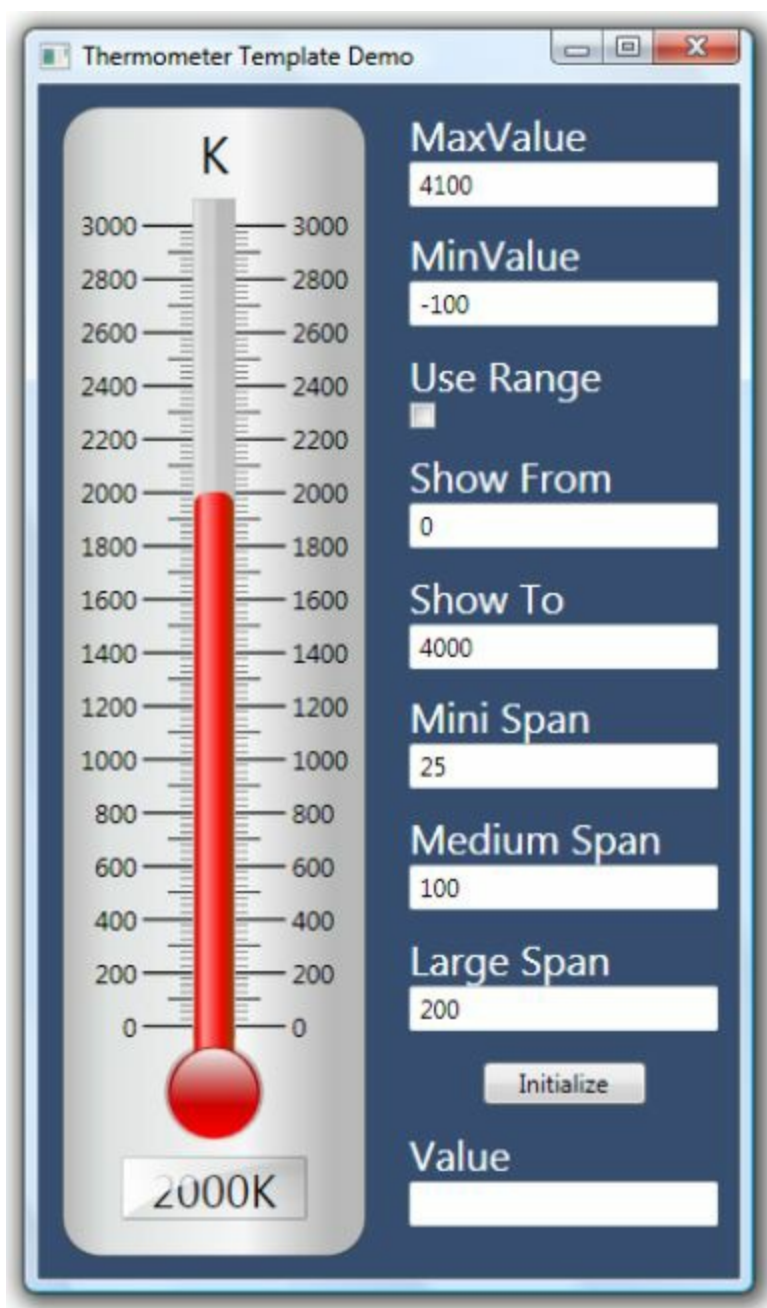 Thermometer Template Demo
K
3000 3000
2800 2800
2600 2600
2400 2400
2200 2200
2000 2000
1800 1800
1600 1600
1400 1400
1200 1200
1000 1000
800 800
600 600
400 400
200 200
0 0
2000K
MaxValue
4100
MinValue
-100
Use Range
Show From
0
Show To
4000
Mini Span
25
Medium Span
100
Large Span
200
Initialize
Value